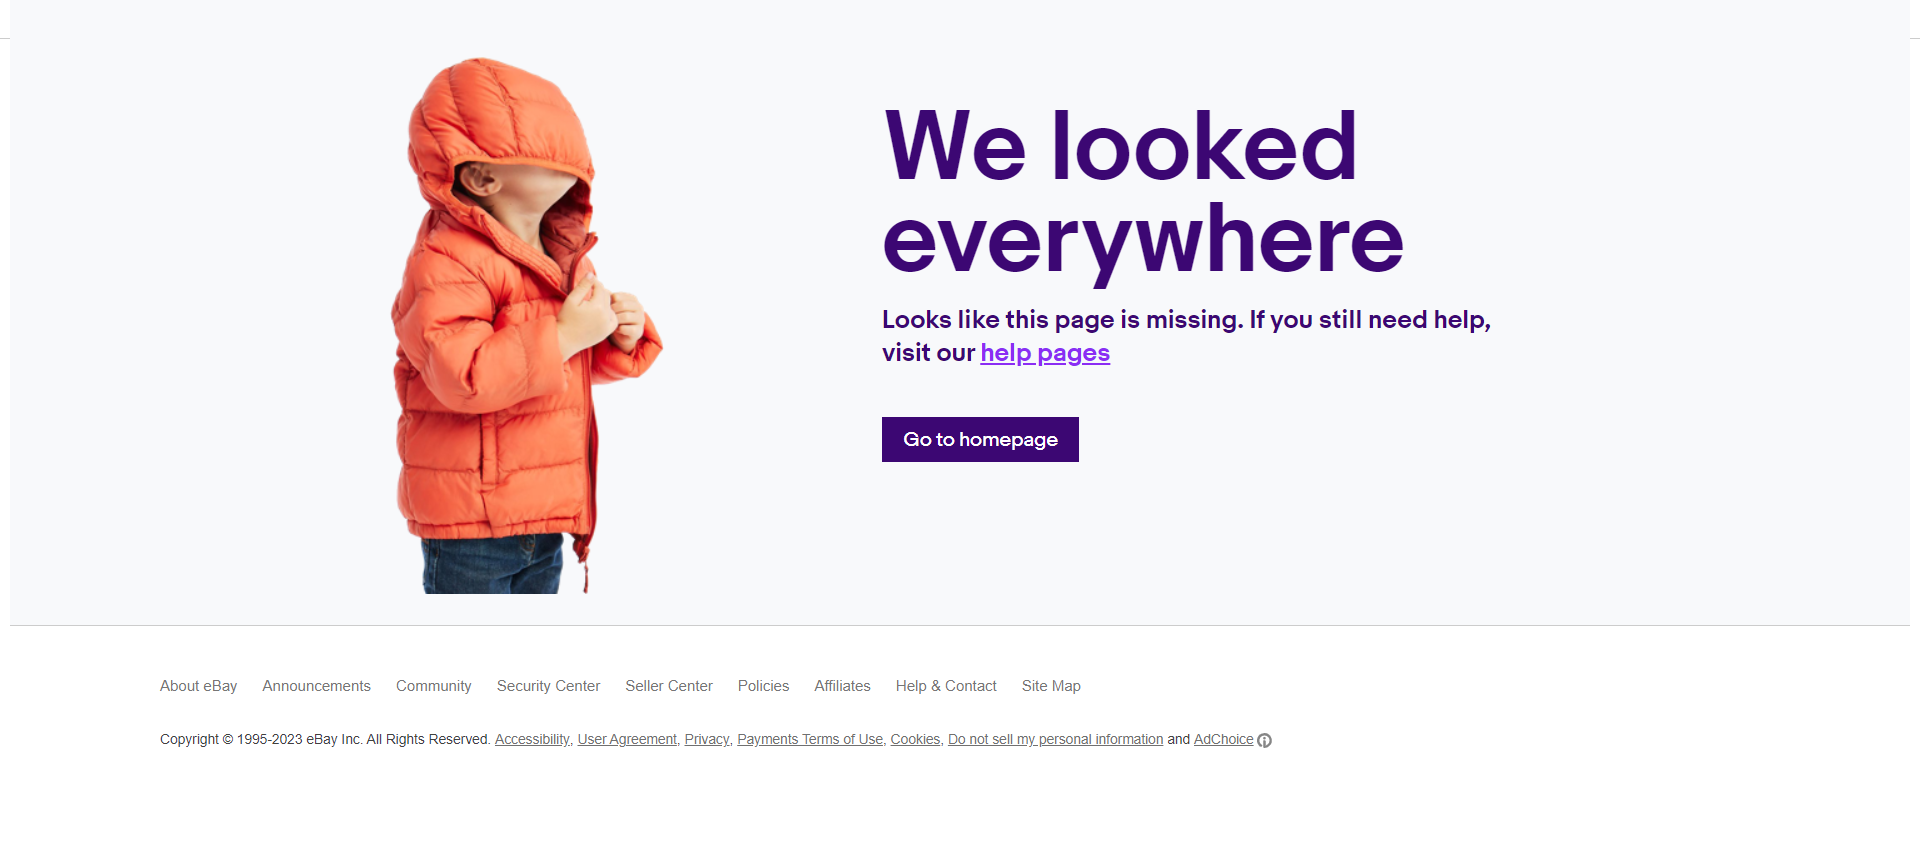 We looked
everywhere
Looks like this page is missing. If you still need help,
visit our help pages
Go to homepage
About eBay Announcements Community Security Center Seller Center Policies Affiliates Help & Contact Site Map
Copyright © 1995-2023 eBay Inc. All Rights Reserved. Accessibility, User Agreement, Privacy, Payments Terms of Use, Cookies, Do not sell my personal information and AdChoice